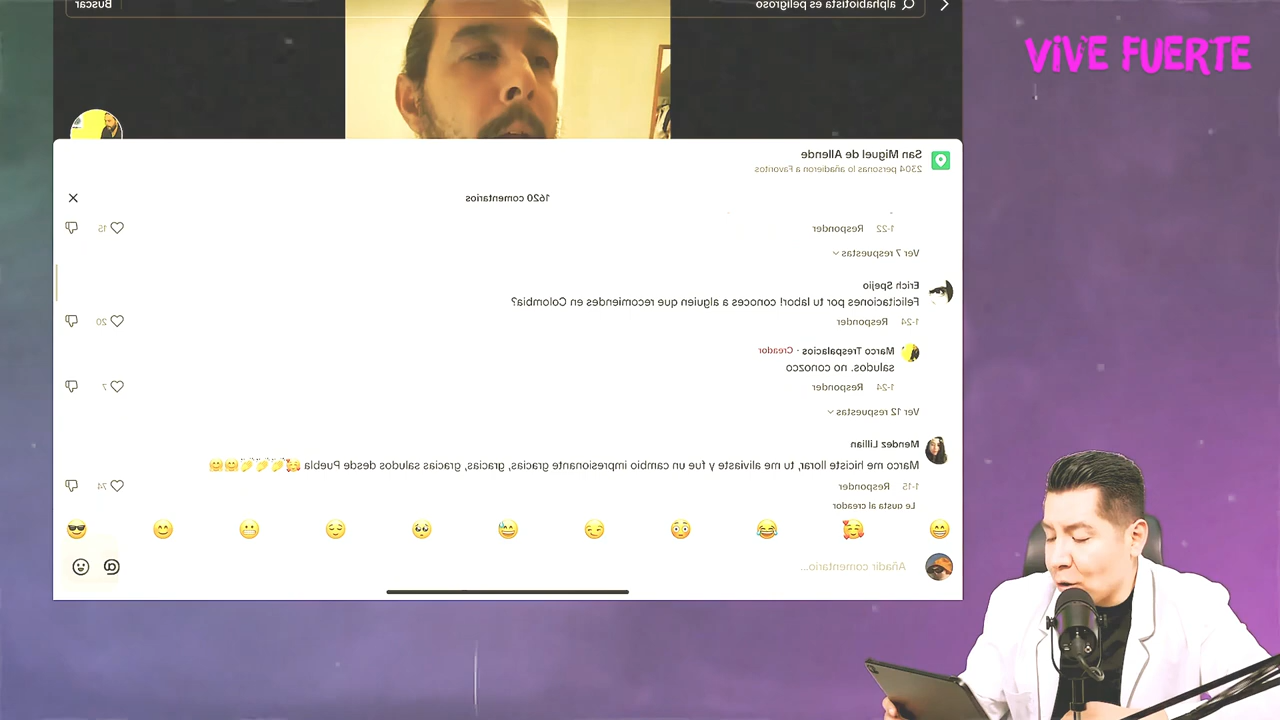 alphabiotista es peligroso
Buscar
VIVE FUERTE
San Miguel de Allende
2304 personas lo añadieron a Favoritos
1620 comentarios
1-22 Responder
15
Ver 7 respuestas
Erich Spejio
Felicitaciones por tu labor! conoces a alguien que recomiendes en Colombia?
1-24 Responder
20
Marco Trespalacios · Creador
saludos. no conozco
1-24 Responder
7
Ver 12 respuestas
Mendez Lillian
Marco me hiciste llorar, tu me aliviaste y fue un cambio impresionante gracias, gracias, gracias saludos desde Puebla 🥰🤗🤗
1-15 Responder
74
Le gusta al creador
Añadir comentario...